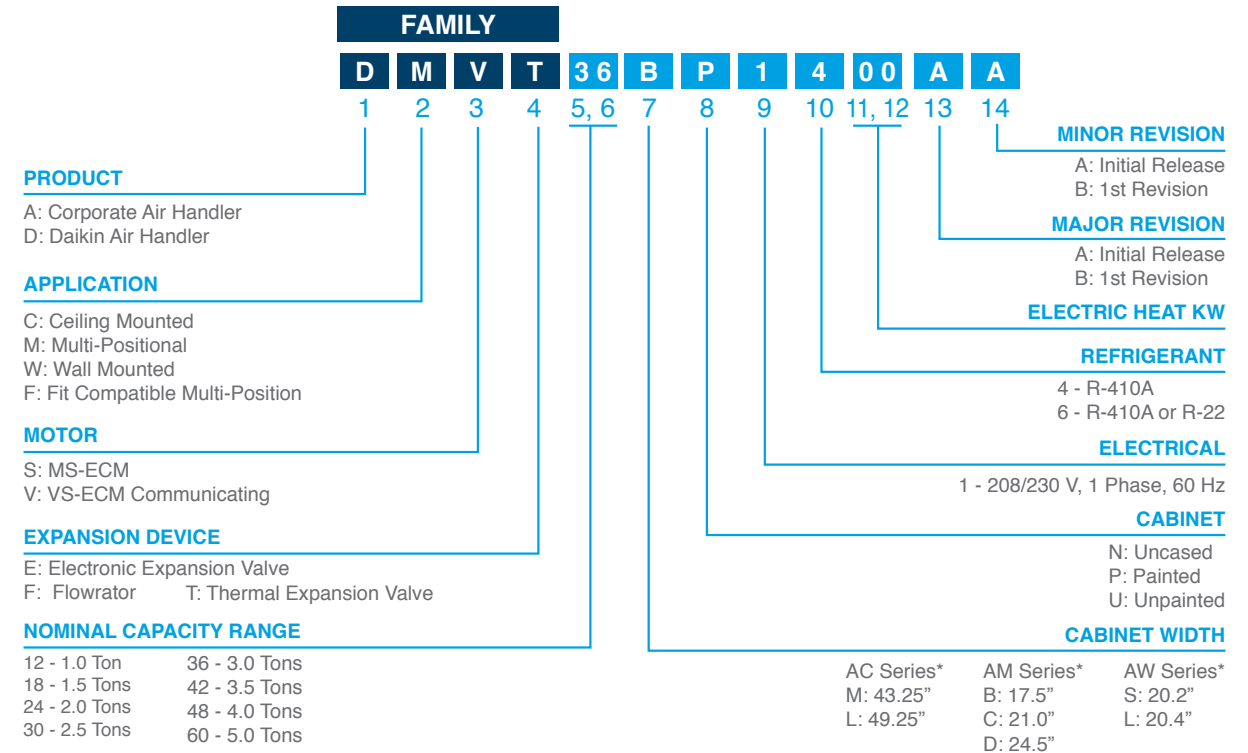 FAMILY
D M V T 36 B P 1 4 00 A A
1 2 3 4 5, 6 7 8 9 10 11, 12 13 14
PRODUCT
A: Corporate Air Handler
D: Daikin Air Handler
APPLICATION
C: Ceiling Mounted
M: Multi-Positional
W: Wall Mounted
F: Fit Compatible Multi-Position
MOTOR
S: MS-ECM
V: VS-ECM Communicating
EXPANSION DEVICE
E: Electronic Expansion Valve
F: Flowrator T: Thermal Expansion Valve
NOMINAL CAPACITY RANGE
12 - 1.0 Ton 36 - 3.0 Tons
18 - 1.5 Tons 42 - 3.5 Tons
24 - 2.0 Tons 48 - 4.0 Tons
30 - 2.5 Tons 60 - 5.0 Tons
MINOR REVISION
A: Initial Release
B: 1st Revision
MAJOR REVISION
A: Initial Release
B: 1st Revision
ELECTRIC HEAT KW
REFRIGERANT
4 - R-410A
6 - R-410A or R-22
ELECTRICAL
1 - 208/230 V, 1 Phase, 60 Hz
CABINET
N: Uncased
P: Painted
U: Unpainted
CABINET WIDTH
AC Series* AM Series* AW Series*
M: 43.25” B: 17.5” S: 20.2”
L: 49.25” C: 21.0” L: 20.4”
D: 24.5”